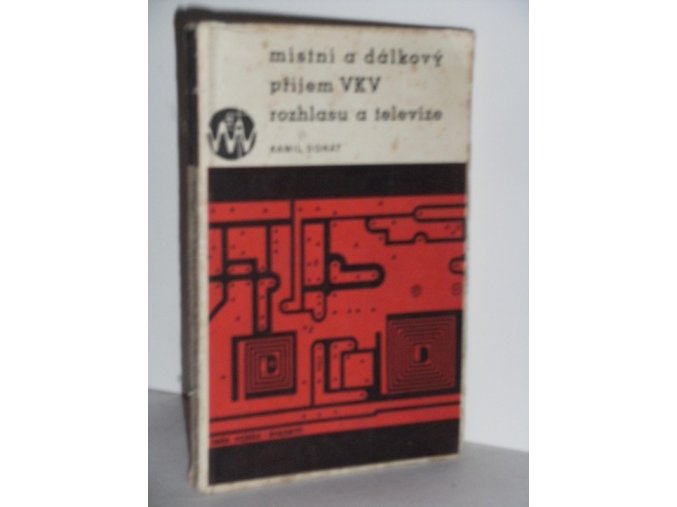 místní a dálkový
příjem VKV
rozhlasu a televize
KAMIL DONÁT